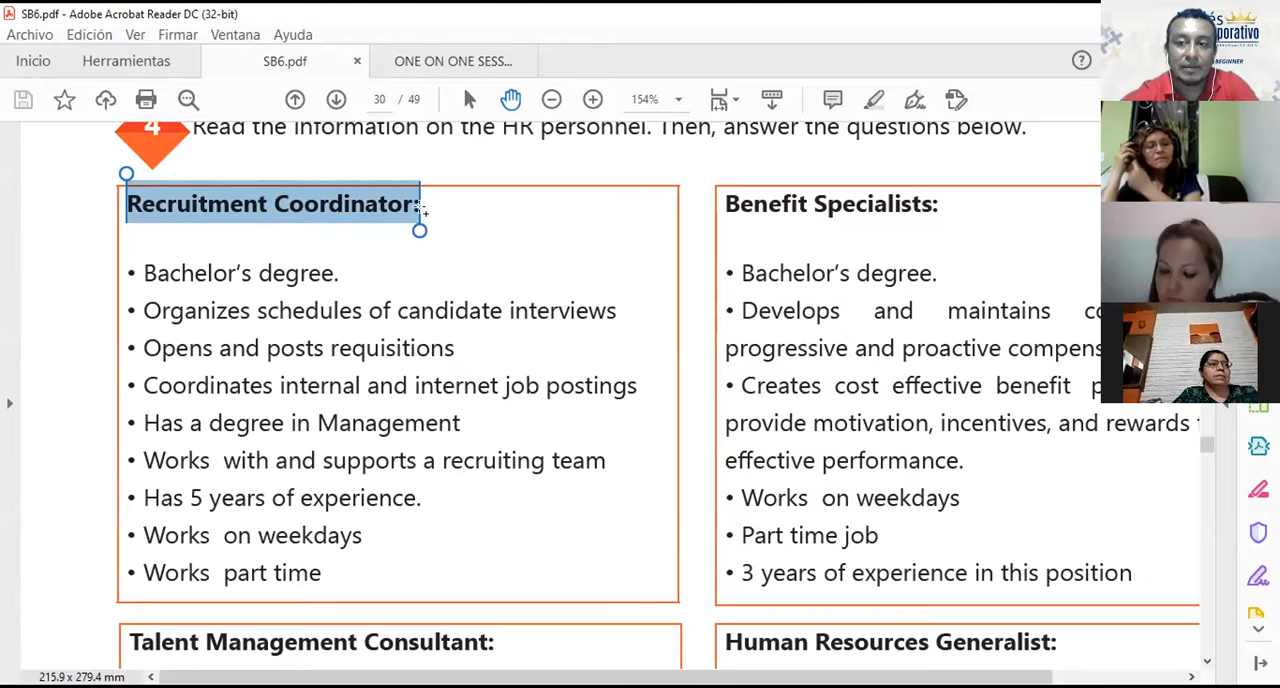 SB6.pdf - Adobe Acrobat Reader DC (32-bit)
Archivo Edición Ver Firmar Ventana Ayuda
Inicio Herramientas SB6.pdf × ONE ON ONE SESS...
30 / 49 154%
BEGINNER
4 Read the information on the HR personnel. Then, answer the questions below.
Recruitment Coordinator:
• Bachelor's degree.
• Organizes schedules of candidate interviews
• Opens and posts requisitions
• Coordinates internal and internet job postings
• Has a degree in Management
• Works with and supports a recruiting team
• Has 5 years of experience.
• Works on weekdays
• Works part time
Benefit Specialists:
• Bachelor's degree.
• Develops and maintains
progressive and proactive
• Creates cost effective benefit
provide motivation, incentives, and rewards
effective performance.
• Works on weekdays
• Part time job
• 3 years of experience in this position
Talent Management Consultant:
Human Resources Generalist:
215.9 x 279.4 mm